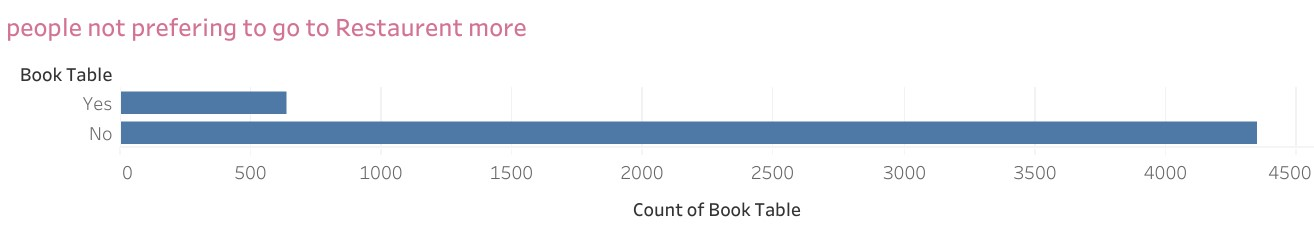 people not prefering to go to Restaurent more
Book Table
Yes
No
0 500 1000 1500 2000 2500 3000 3500 4000 4500
Count of Book Table